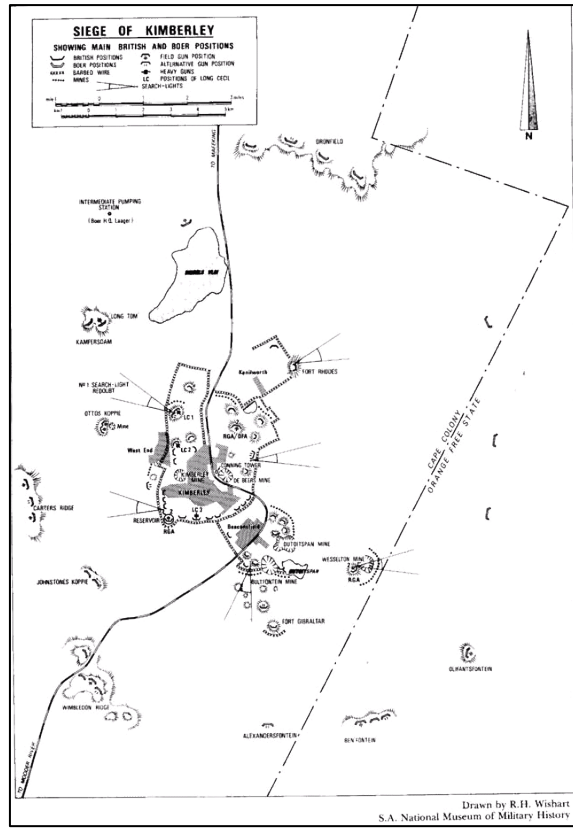 SIEGE OF KIMBERLEY
SHOWING MAIN BRITISH AND BOER POSITIONS
BRITISH POSITIONS
BOER POSITIONS
BARBED WIRE
MINES
FIELD GUN POSITION
ALTERNATIVE GUN POSITION
HEAVY GUNS
LC POSITIONS OF LONG CECIL
SEARCH-LIGHTS
TO MAFEKING
N
DRONFIELD
INTERMEDIATE PUMPING
STATION
(Boer H.Q. Laager)
LONG TOM
KAMFERSDAM
Kenilworth
FORT RHODES
No 1 SEARCH-LIGHT
REDOUBT
LC 1
OTTOS KOPPIE
Mine
RGA/DFA
West End
LC 2
CONNING TOWER
KIMBERLEY
MINE
DE BEERS MINE
KIMBERLEY
CAPE COLONY
ORANGE FREE STATE
CARTERS RIDGE
RESERVOIR
RGA
LC 3
Beaconsfield
DUTOITSPAN MINE
WESSELTON MINE
R.G.A
DUTOITSPAN
BULTFONTEIN MINE
JOHNSTONES KOPPIE
FORT GIBRALTAR
OLIFANTSFONTEIN
WIMBLEDON RIDGE
ALEXANDERSFONTEIN
BENFONTEIN
TO MODDER RIVER
Drawn by R.H. Wishart
S.A. National Museum of Military History